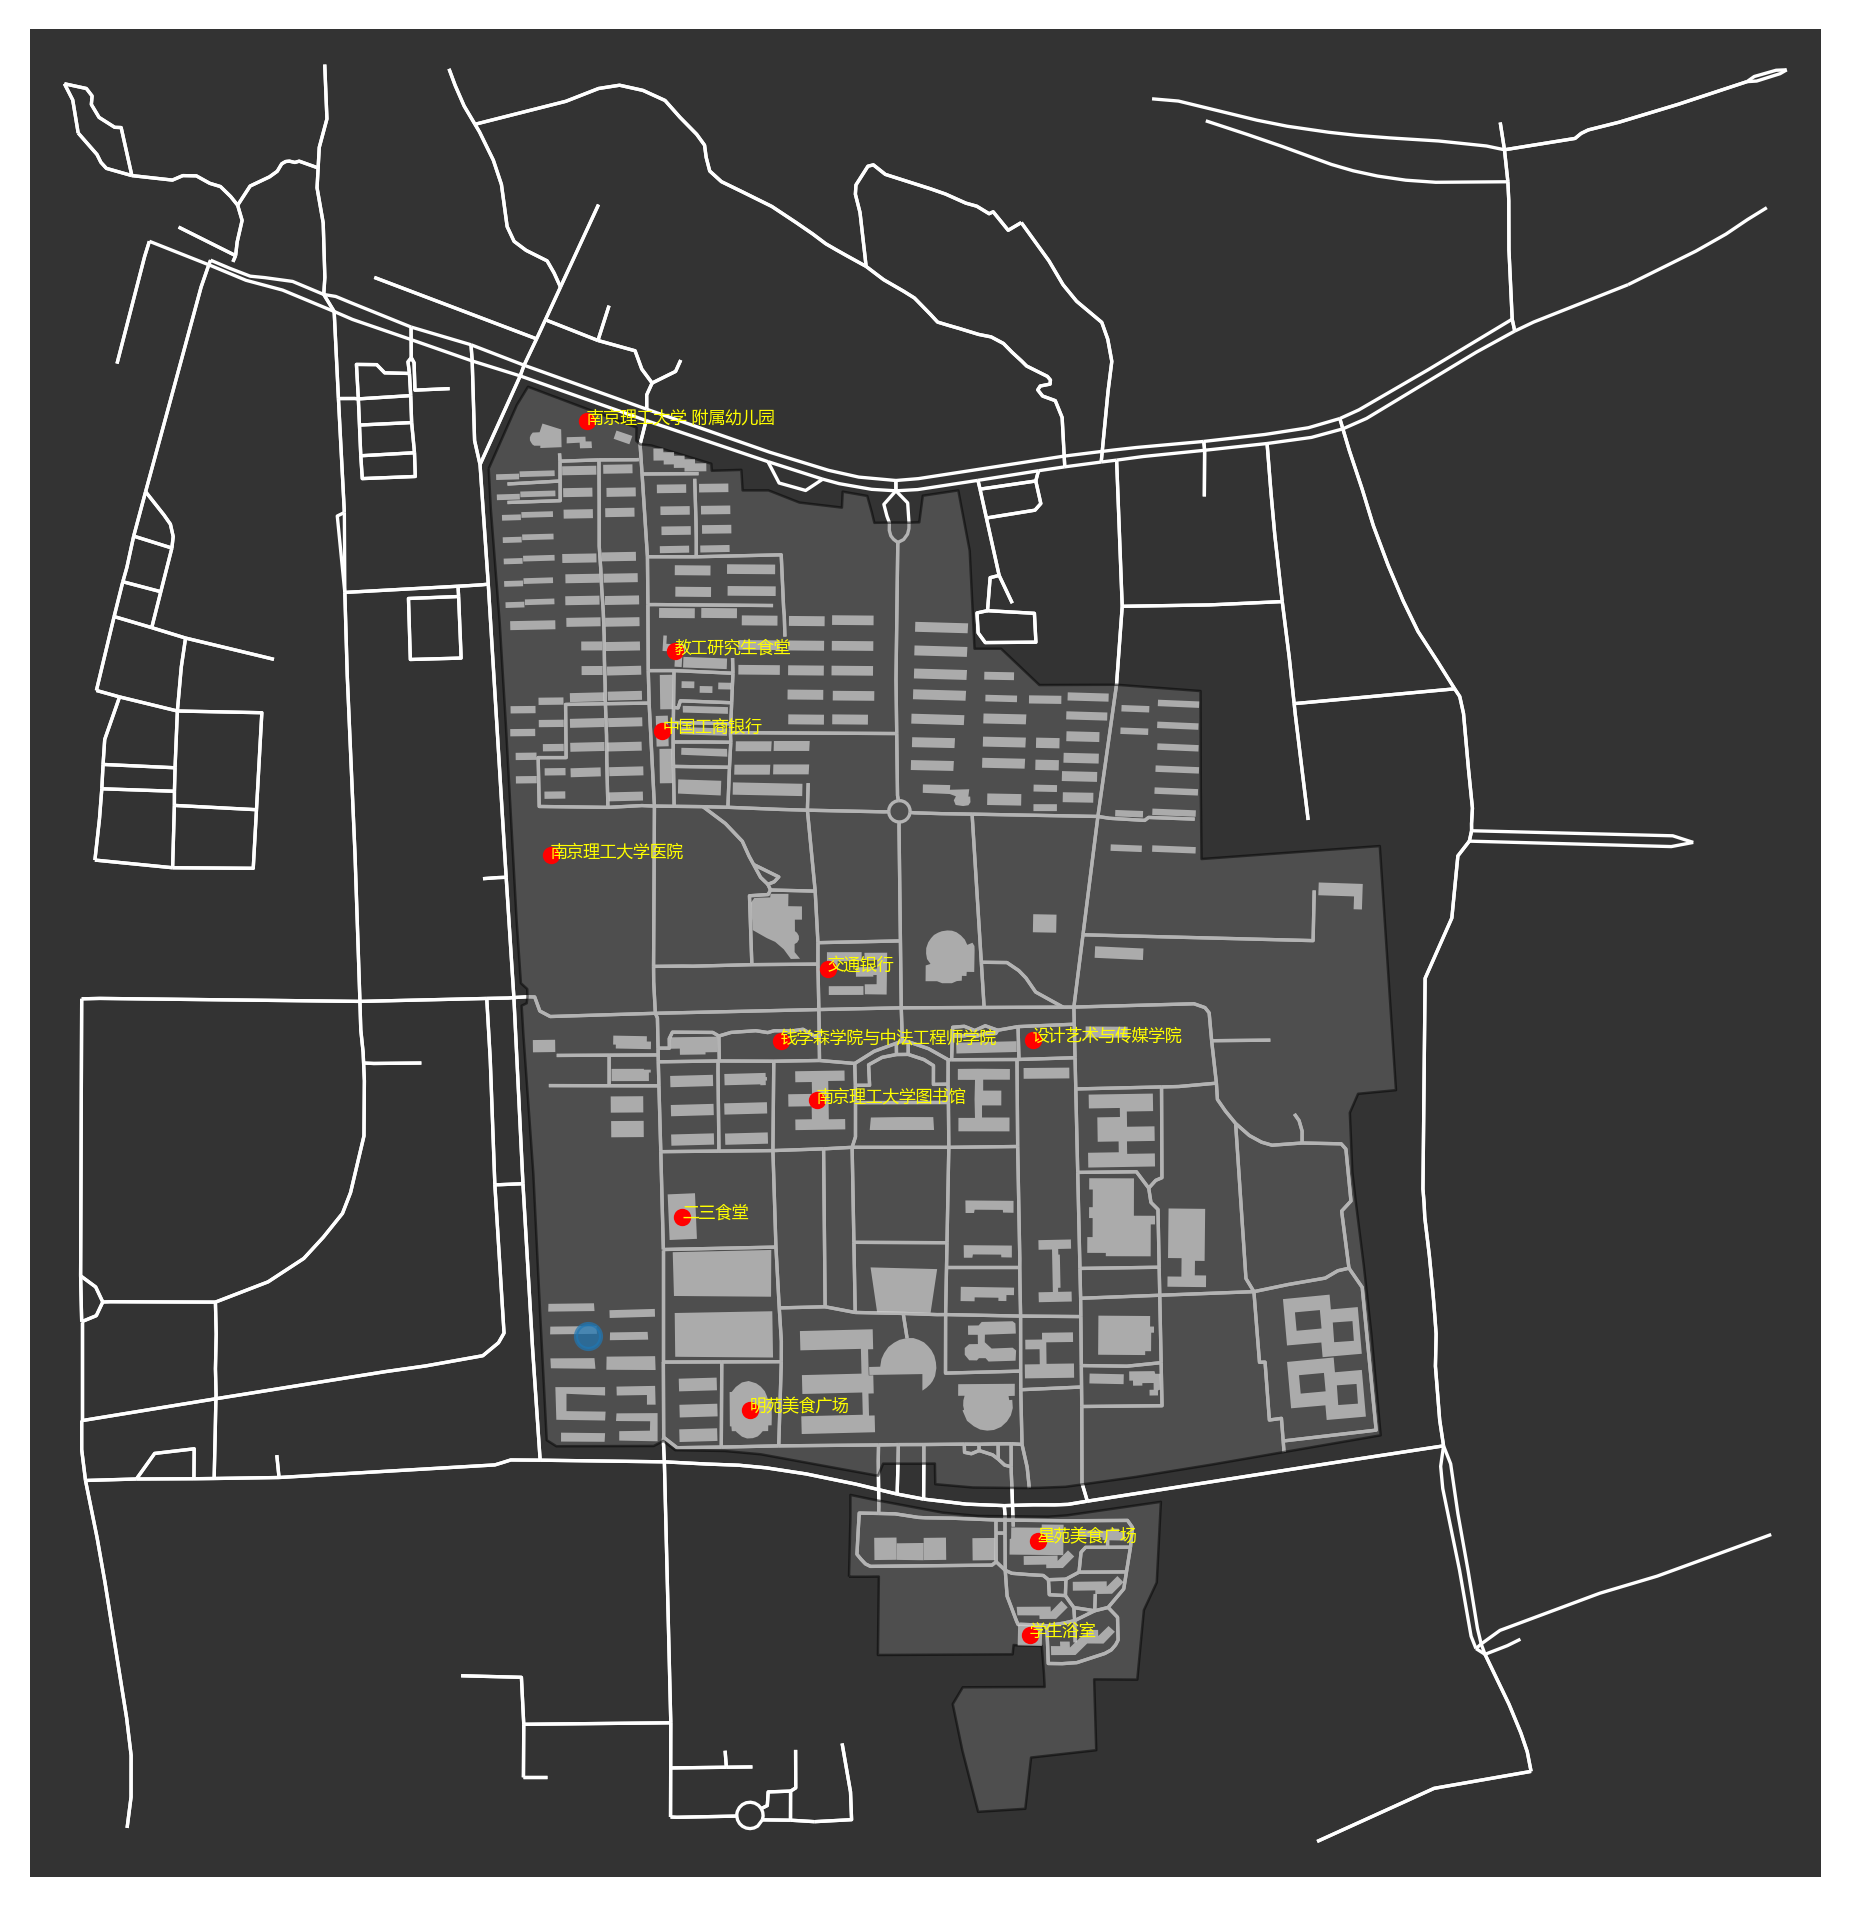 南京理工大学 附属幼儿园
教工研究生食堂
中国工商银行
南京理工大学医院
交通银行
钱学森学院与中法工程师学院
设计艺术与传媒学院
南京理工大学图书馆
二三食堂
明苑美食广场
星苑美食广场
学生浴室